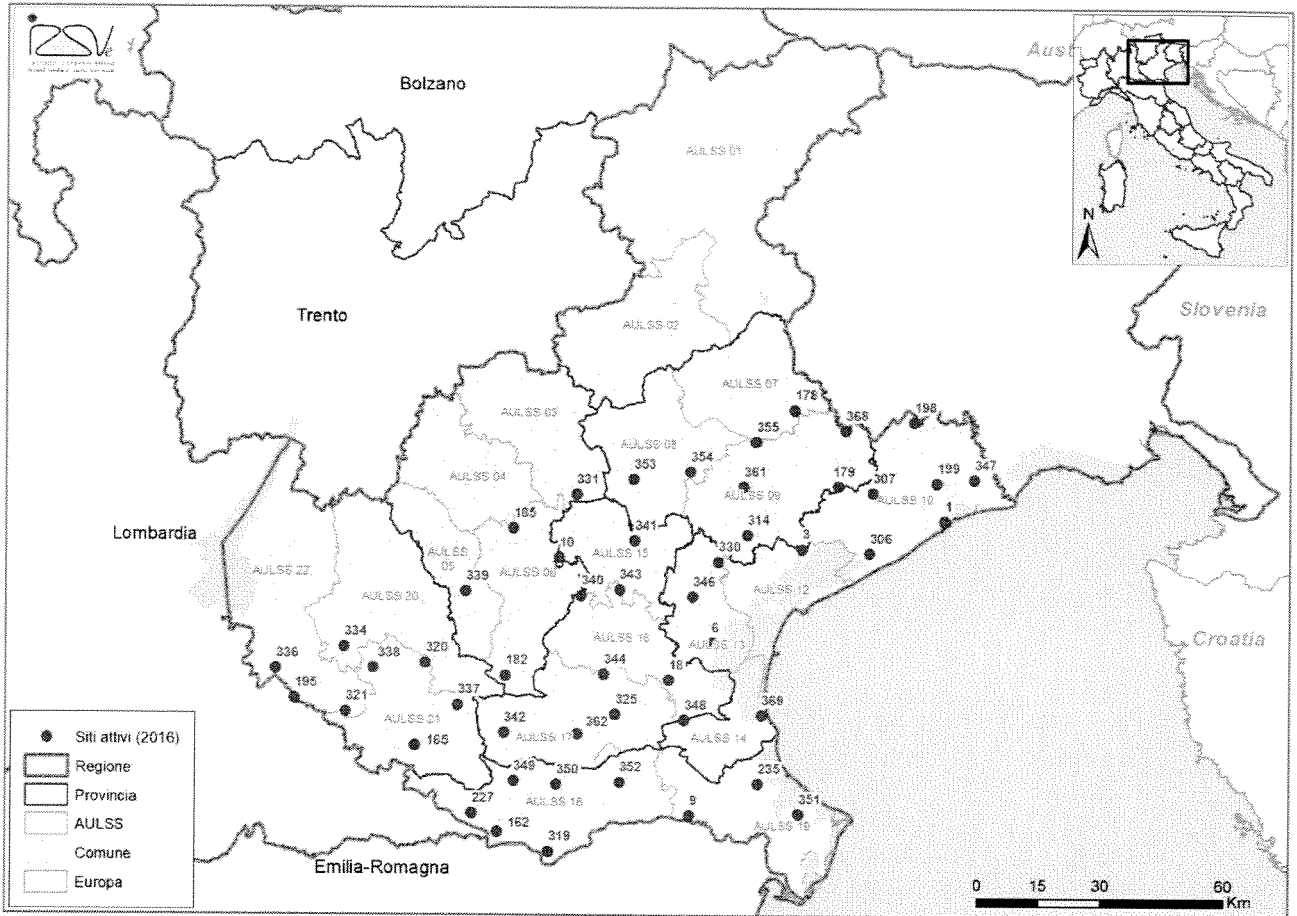 Bolzano
Aust
AULSS 01
Slovenia
Trento
AULSS 02
N
AULSS 07
AULSS 03
178
198
368
355
AULSS 08
354
353
361
331
AULSS 04
179
307
199
347
AULSS 09
AULSS 10
1
185
341
314
3
306
Lombardia
10
AULSS 15
330
AULSS 05
AULSS 06
339
340
343
346
AULSS 12
AULSS 22
AULSS 20
Croatia
334
338
320
AULSS 16
6
AULSS 13
336
182
344
18
195
321
337
325
348
369
AULSS 21
342
362
AULSS 17
AULSS 14
165
349
350
352
235
AULSS 18
227
9
351
AULSS 19
162
319
Emilia-Romagna
Siti attivi (2016)
Regione
Provincia
AULSS
Comune
Europa
0 15 30 60
Km